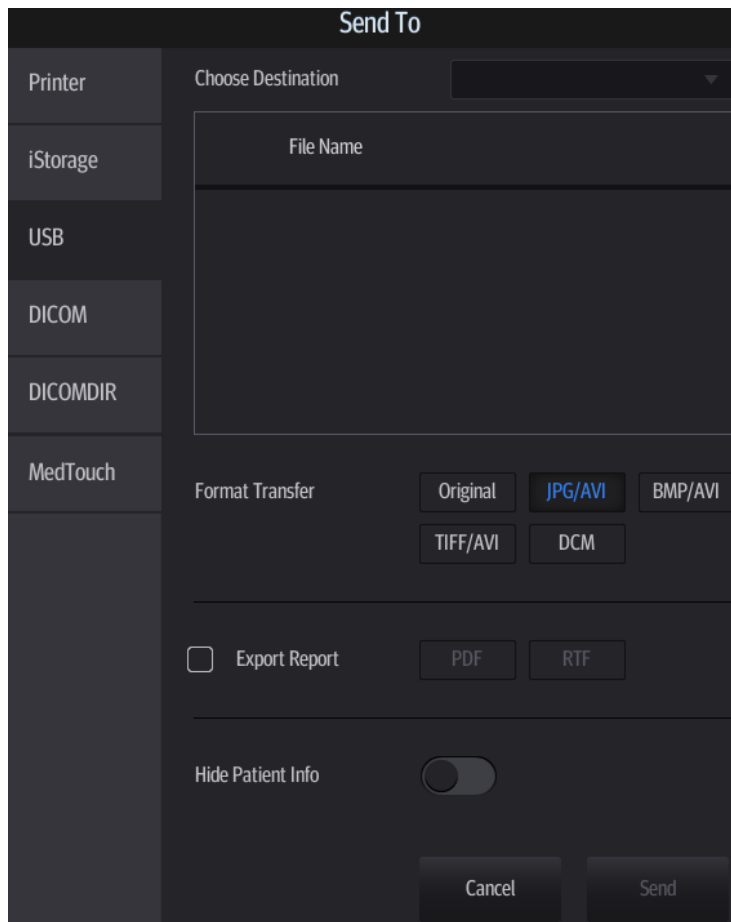 Send To
Printer
iStorage
USB
DICOM
DICOMDIR
MedTouch
Choose Destination
File Name
Format Transfer
Original JPG/AVI BMP/AVI
TIFF/AVI DCM
Export Report PDF RTF
Hide Patient Info
Cancel Send